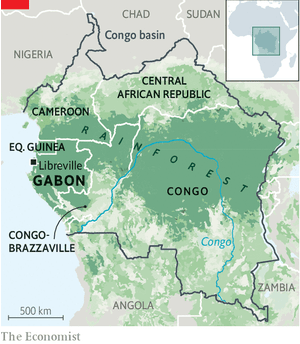 CHAD
SUDAN
Congo basin
NIGERIA
CENTRAL
AFRICAN REPUBLIC
CAMEROON
RAINFOREST
EQ. GUINEA
Libreville
GABON
CONGO
CONGO-
BRAZZAVILLE
Congo
ZAMBIA
ANGOLA
500 km
The Economist